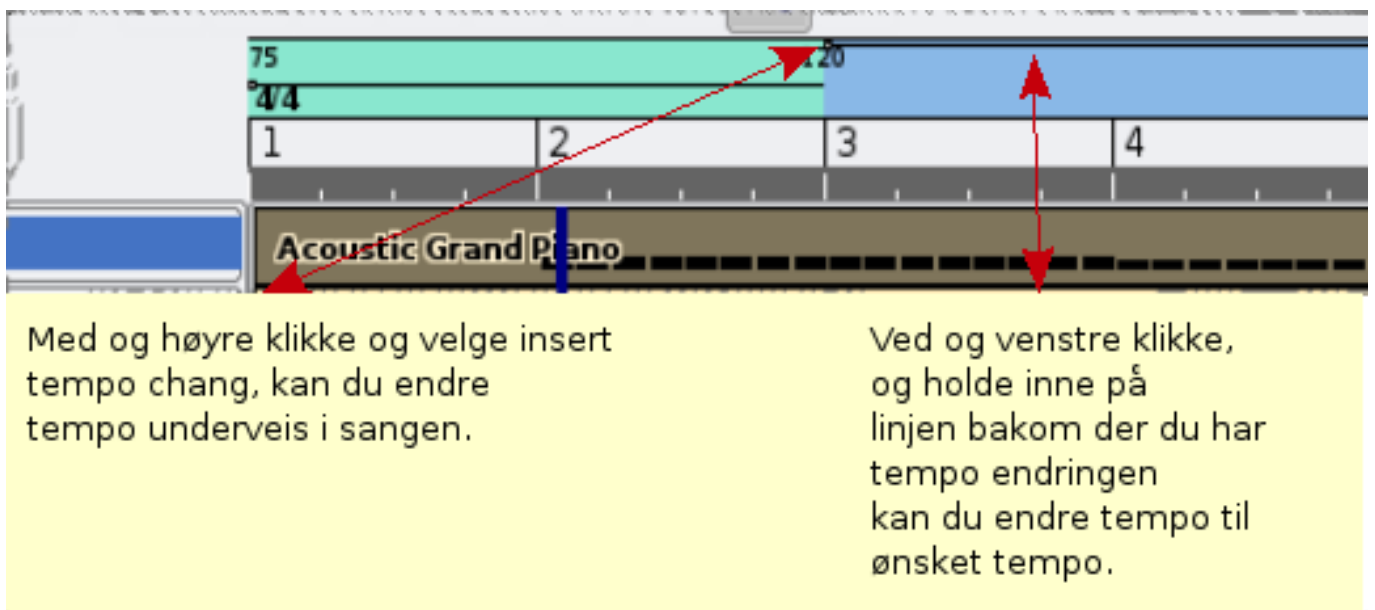 75
120
4/4
1
2
3
4
Acoustic Grand Piano
Med og høyre klikke og velge insert
tempo chang, kan du endre
tempo underveis i sangen.
Ved og venstre klikke,
og holde inne på
linjen bakom der du har
tempo endringen
kan du endre tempo til
ønsket tempo.